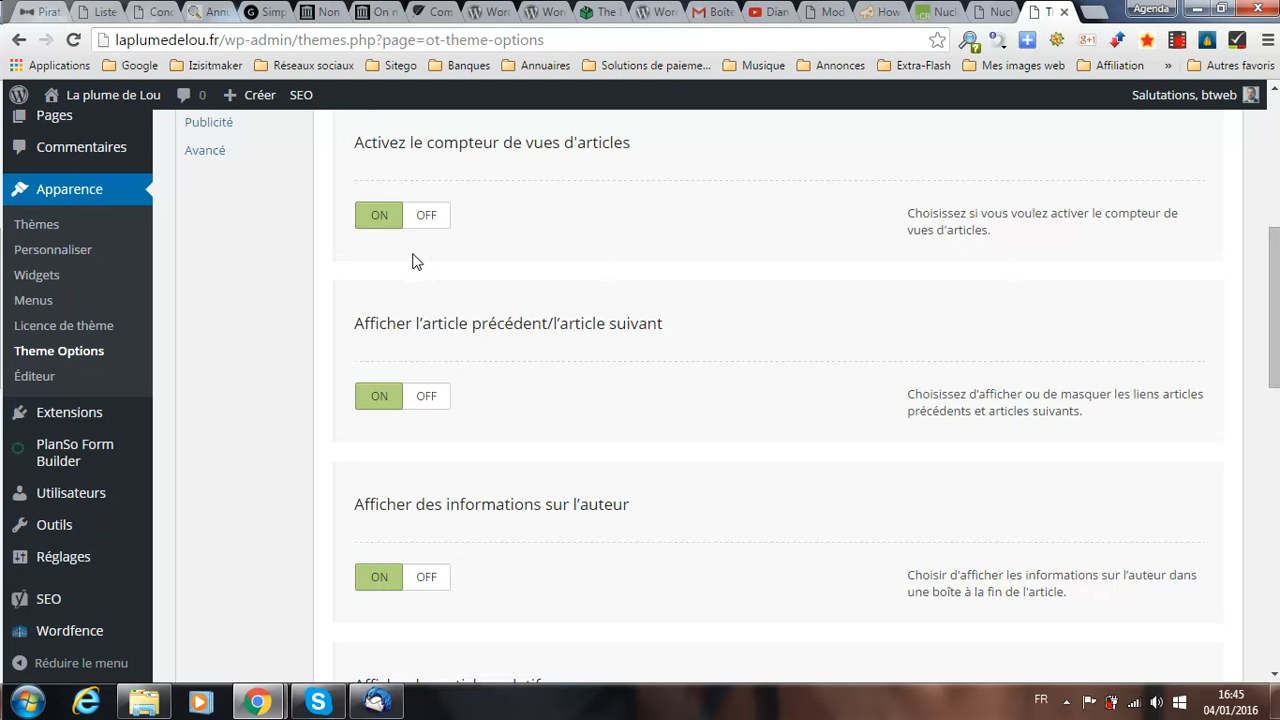 Pirat
Liste
Con
Ann
Simp
Non
On n
Com
Wor
Wor
The
Wor
Boîte
Dian
Mod
How
Nucl
Nucl
Agenda
laplumedelou.fr/wp-admin/themes.php?page=ot-theme-options
Applications
Google
Izisitmaker
Réseaux sociaux
Sitego
Banques
Annuaires
Solutions de paieme...
Musique
Annonces
Extra-Flash
Mes images web
Affiliation
»
Autres favoris
La plume de Lou
0
Créer
SEO
Salutations, btweb
Pages
Commentaires
Apparence
Thèmes
Personnaliser
Widgets
Menus
Licence de thème
Theme Options
Éditeur
Extensions
PlanSo Form
Builder
Utilisateurs
Outils
Réglages
SEO
Wordfence
Réduire le menu
Publicité
Avancé
Activez le compteur de vues d'articles
ON OFF
Choisissez si vous voulez activer le compteur de
vues d'articles.
Afficher l’article précédent/l’article suivant
ON OFF
Choisissez d’afficher ou de masquer les liens articles
précédents et articles suivants.
Afficher des informations sur l’auteur
ON OFF
Choisir d'afficher les informations sur l’auteur dans
une boîte à la fin de l'article.
FR
16:45
04/01/2016